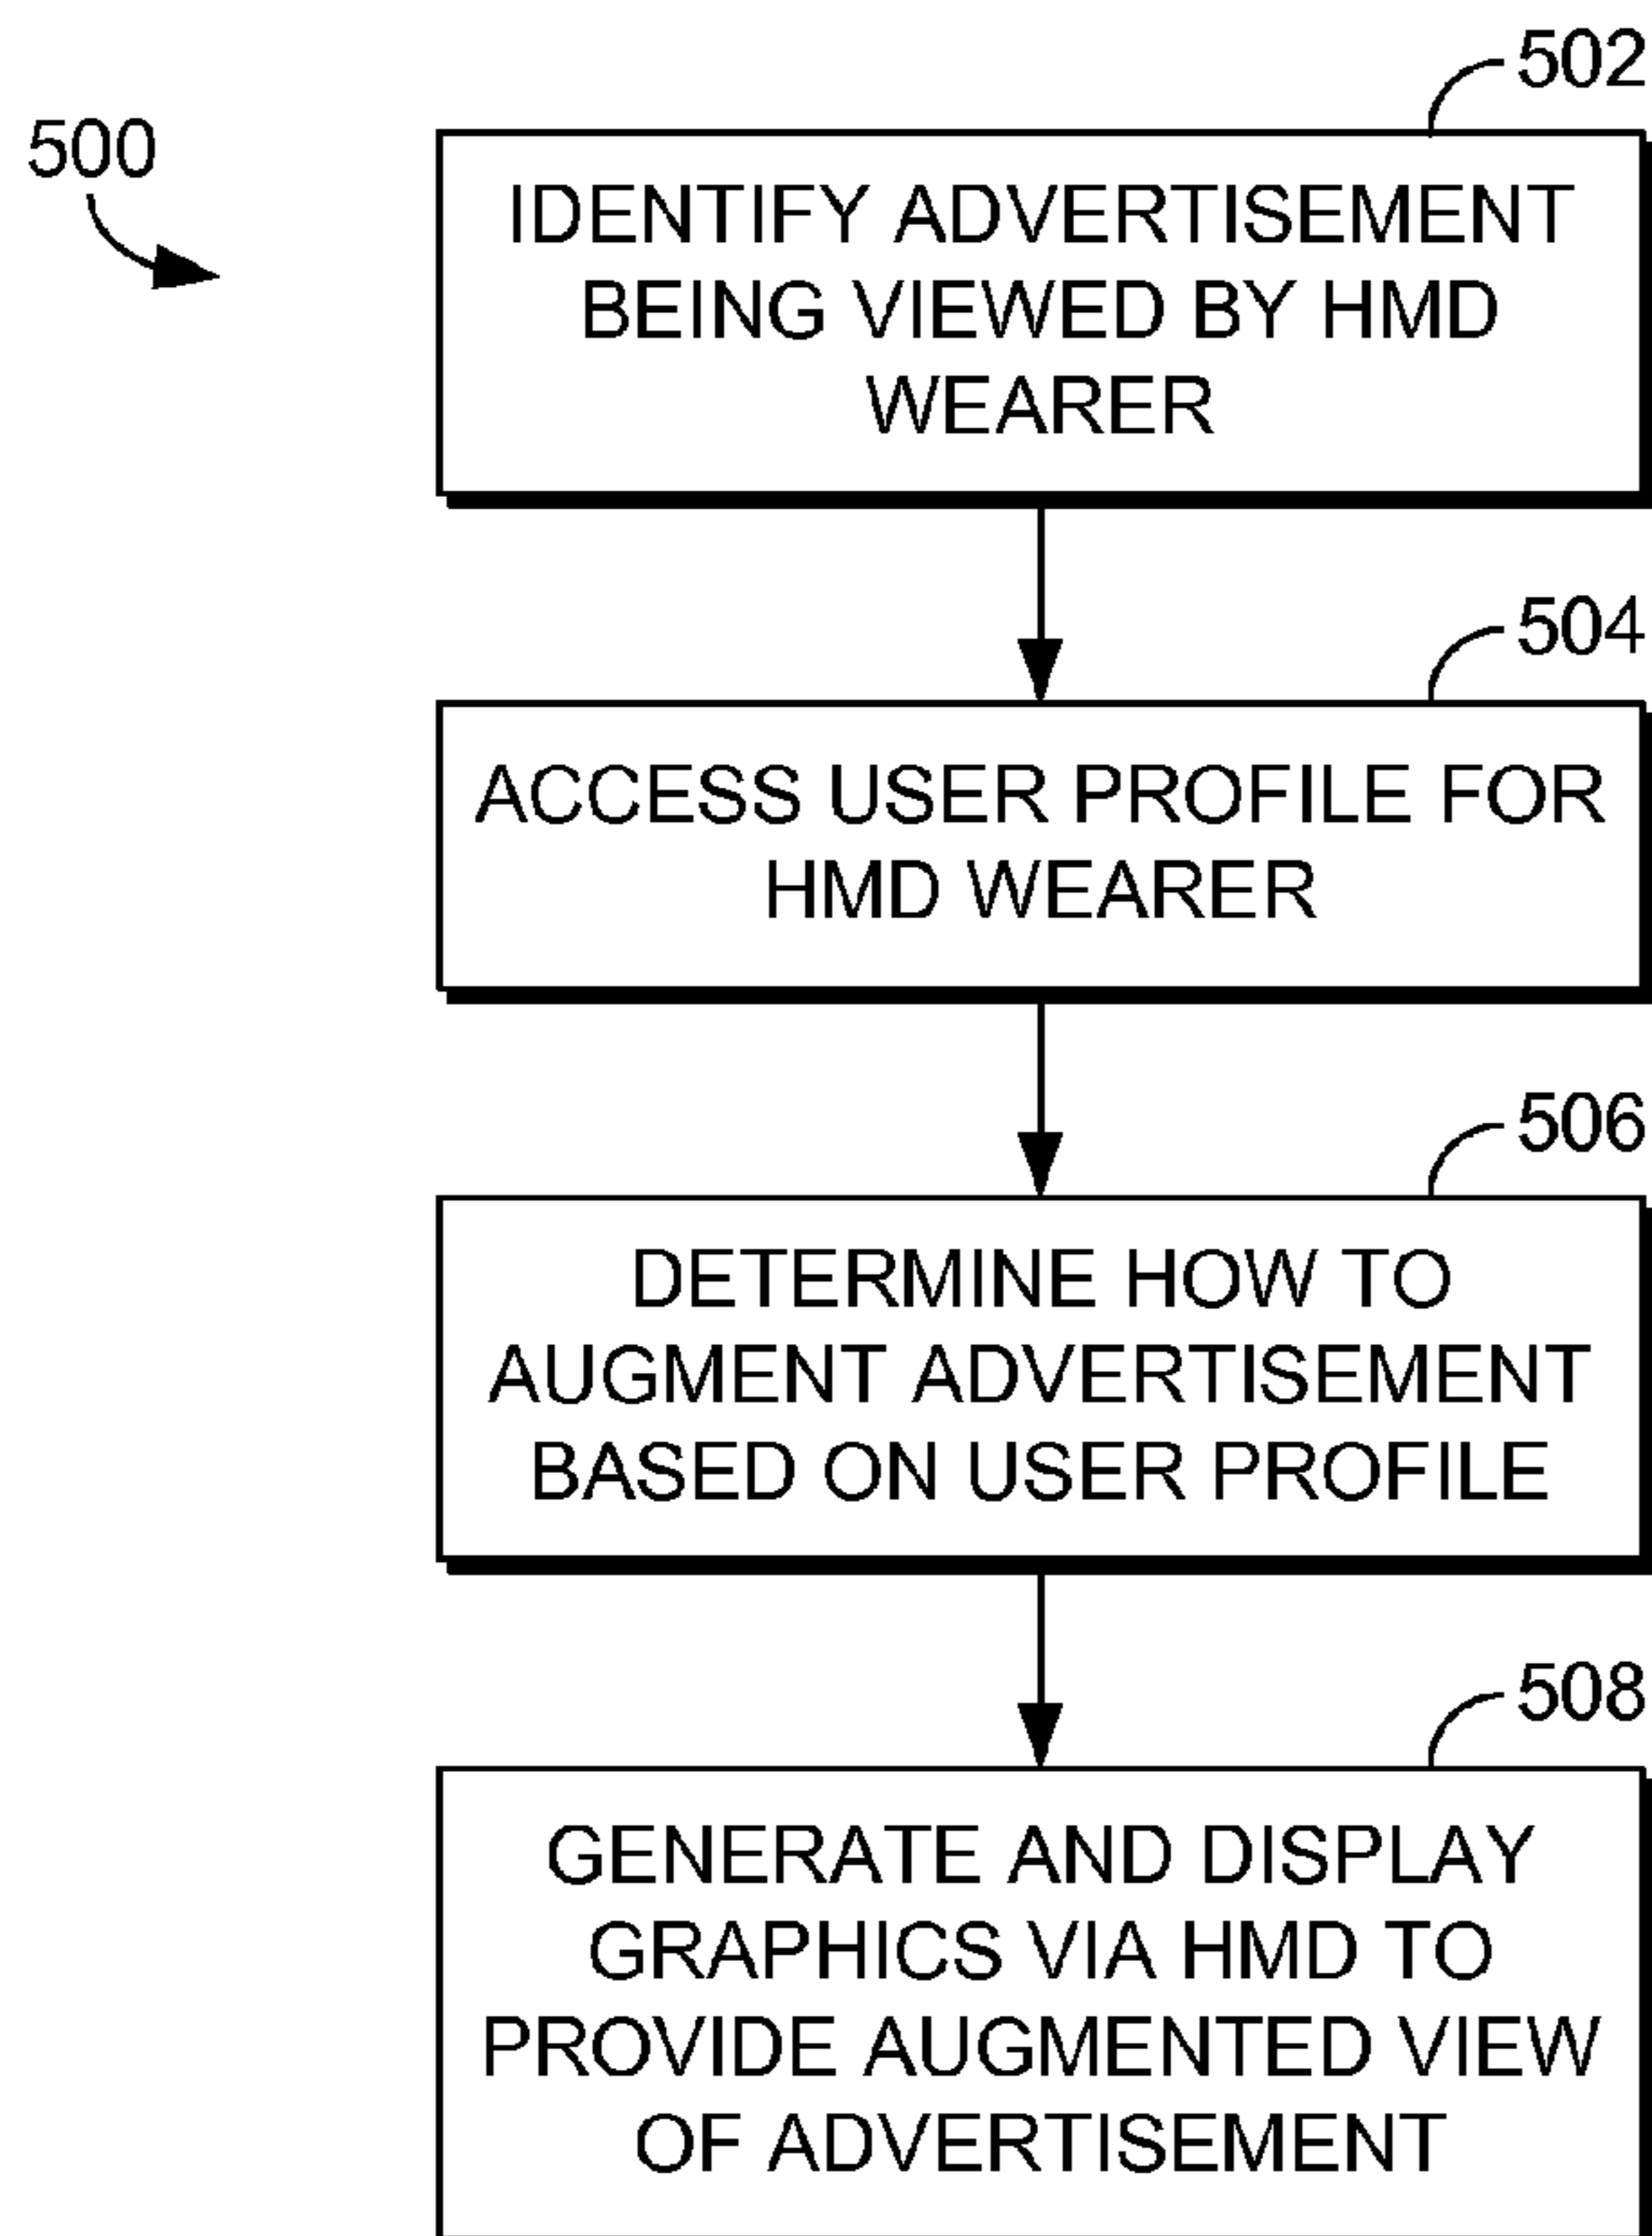 502
500
IDENTIFY ADVERTISEMENT
BEING VIEWED BY HMD
WEARER
504
ACCESS USER PROFILE FOR
HMD WEARER
506
DETERMINE HOW TO
AUGMENT ADVERTISEMENT
BASED ON USER PROFILE
508
GENERATE AND DISPLAY
GRAPHICS VIA HMD TO
PROVIDE AUGMENTED VIEW
OF ADVERTISEMENT